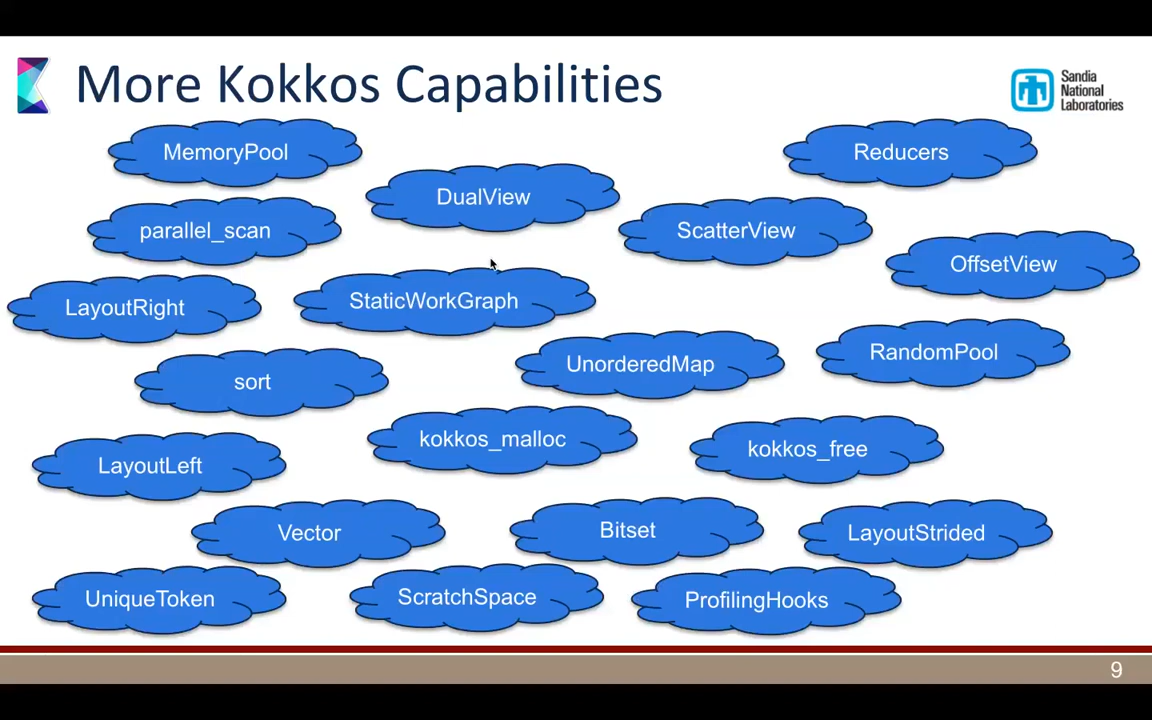 More Kokkos Capabilities
Sandia
National
Laboratories
MemoryPool
Reducers
DualView
parallel_scan
ScatterView
OffsetView
LayoutRight
StaticWorkGraph
RandomPool
UnorderedMap
sort
kokkos_malloc
kokkos_free
LayoutLeft
Vector
Bitset
LayoutStrided
UniqueToken
ScratchSpace
ProfilingHooks
9